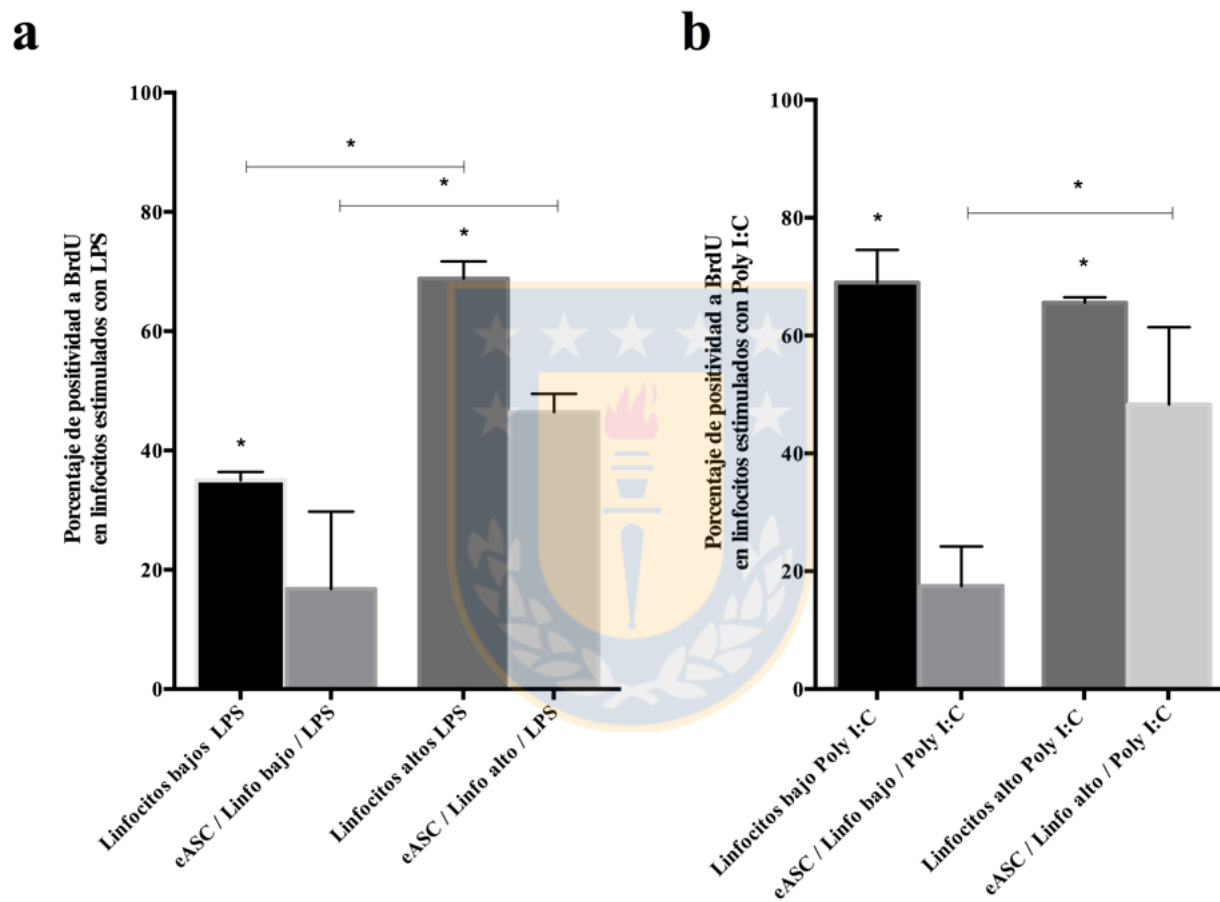 a
b
100
80
60
40
20
0
Porcentaje de positividad a BrdU
en linfocitos estimulados con LPS
*
*
*
*
Linfocitos bajos LPS
eASC / Linfo bajo / LPS
Linfocitos altos LPS
eASC / Linfo alto / LPS
100
80
60
40
20
0
Porcentaje de positividad a BrdU
en linfocitos estimulados con Poly I:C
*
*
*
Linfocitos bajo Poly I:C
eASC / Linfo bajo / Poly I:C
Linfocitos alto Poly I:C
eASC / Linfo alto / Poly I:C